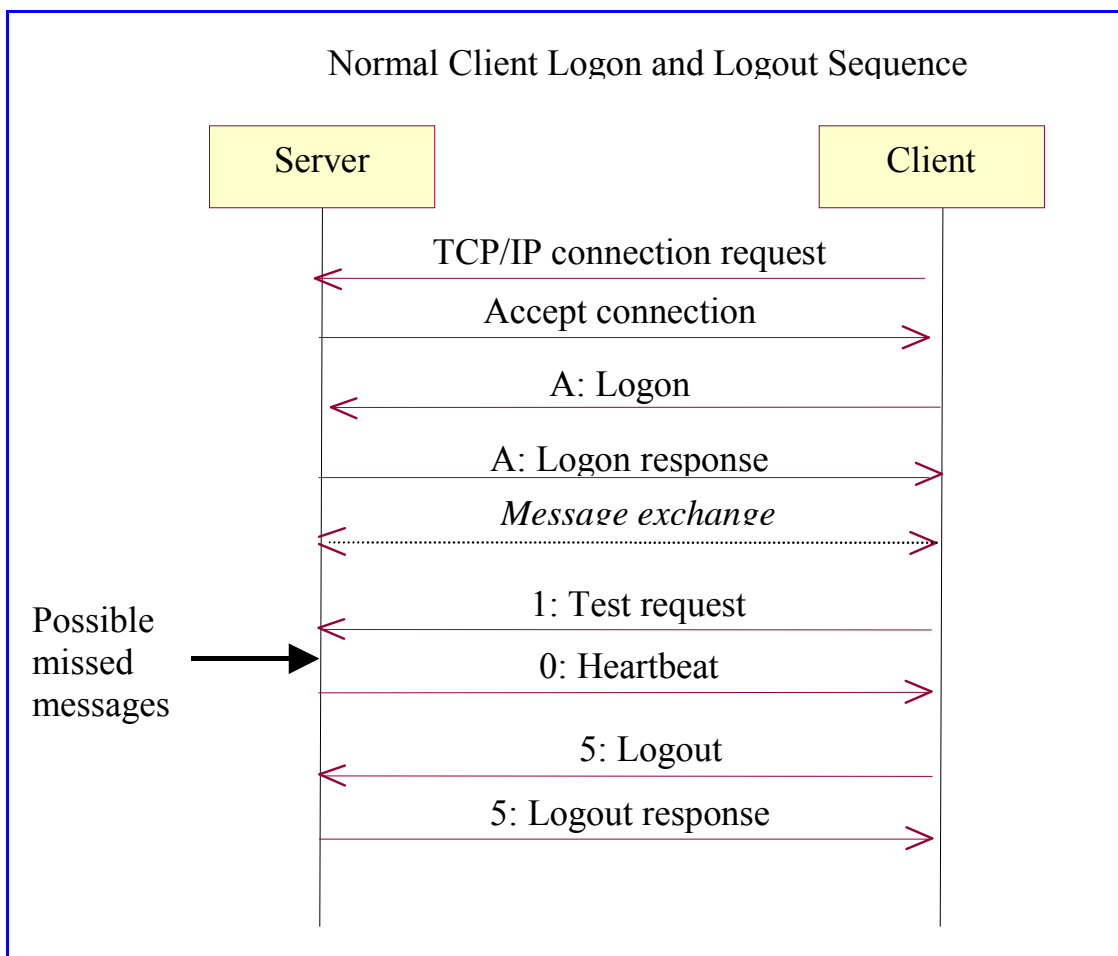 Normal Client Logon and Logout Sequence
Server
Client
TCP/IP connection request
Accept connection
A: Logon
A: Logon response
Message exchange
1: Test request
Possible
missed
messages
0: Heartbeat
5: Logout
5: Logout response